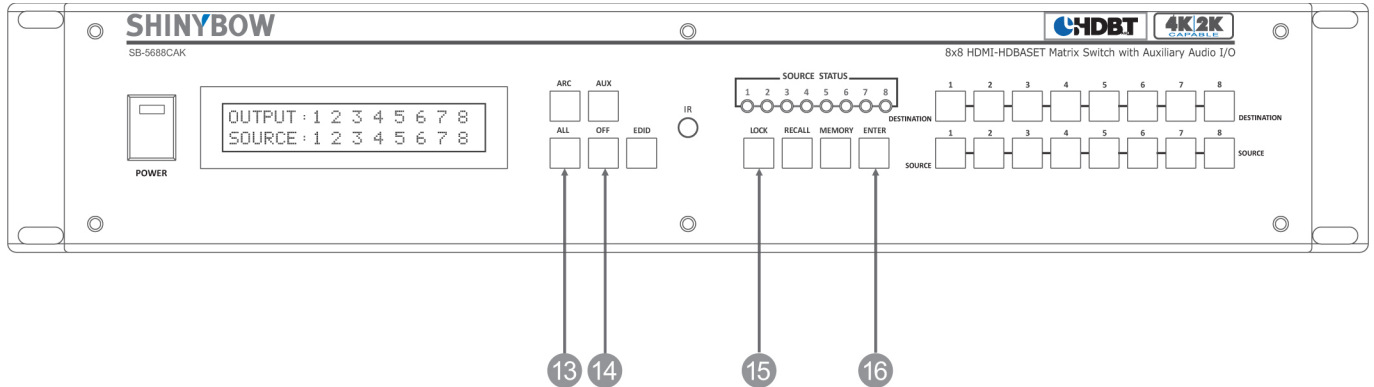 SHINYBOW
HDBT
4K 2K
CAPABLE
SB-5688CAK
8x8 HDMI-HDBASET Matrix Switch with Auxiliary Audio I/O
SOURCE STATUS
ARC AUX
1 2 3 4 5 6 7 8
1 2 3 4 5 6 7 8
IR
OUTPUT:1 2 3 4 5 6 7 8
DESTINATION
DESTINATION
ALL OFF EDID
LOCK RECALL MEMORY ENTER
1 2 3 4 5 6 7 8
SOURCE:1 2 3 4 5 6 7 8
SOURCE
SOURCE
POWER
13 14 15 16